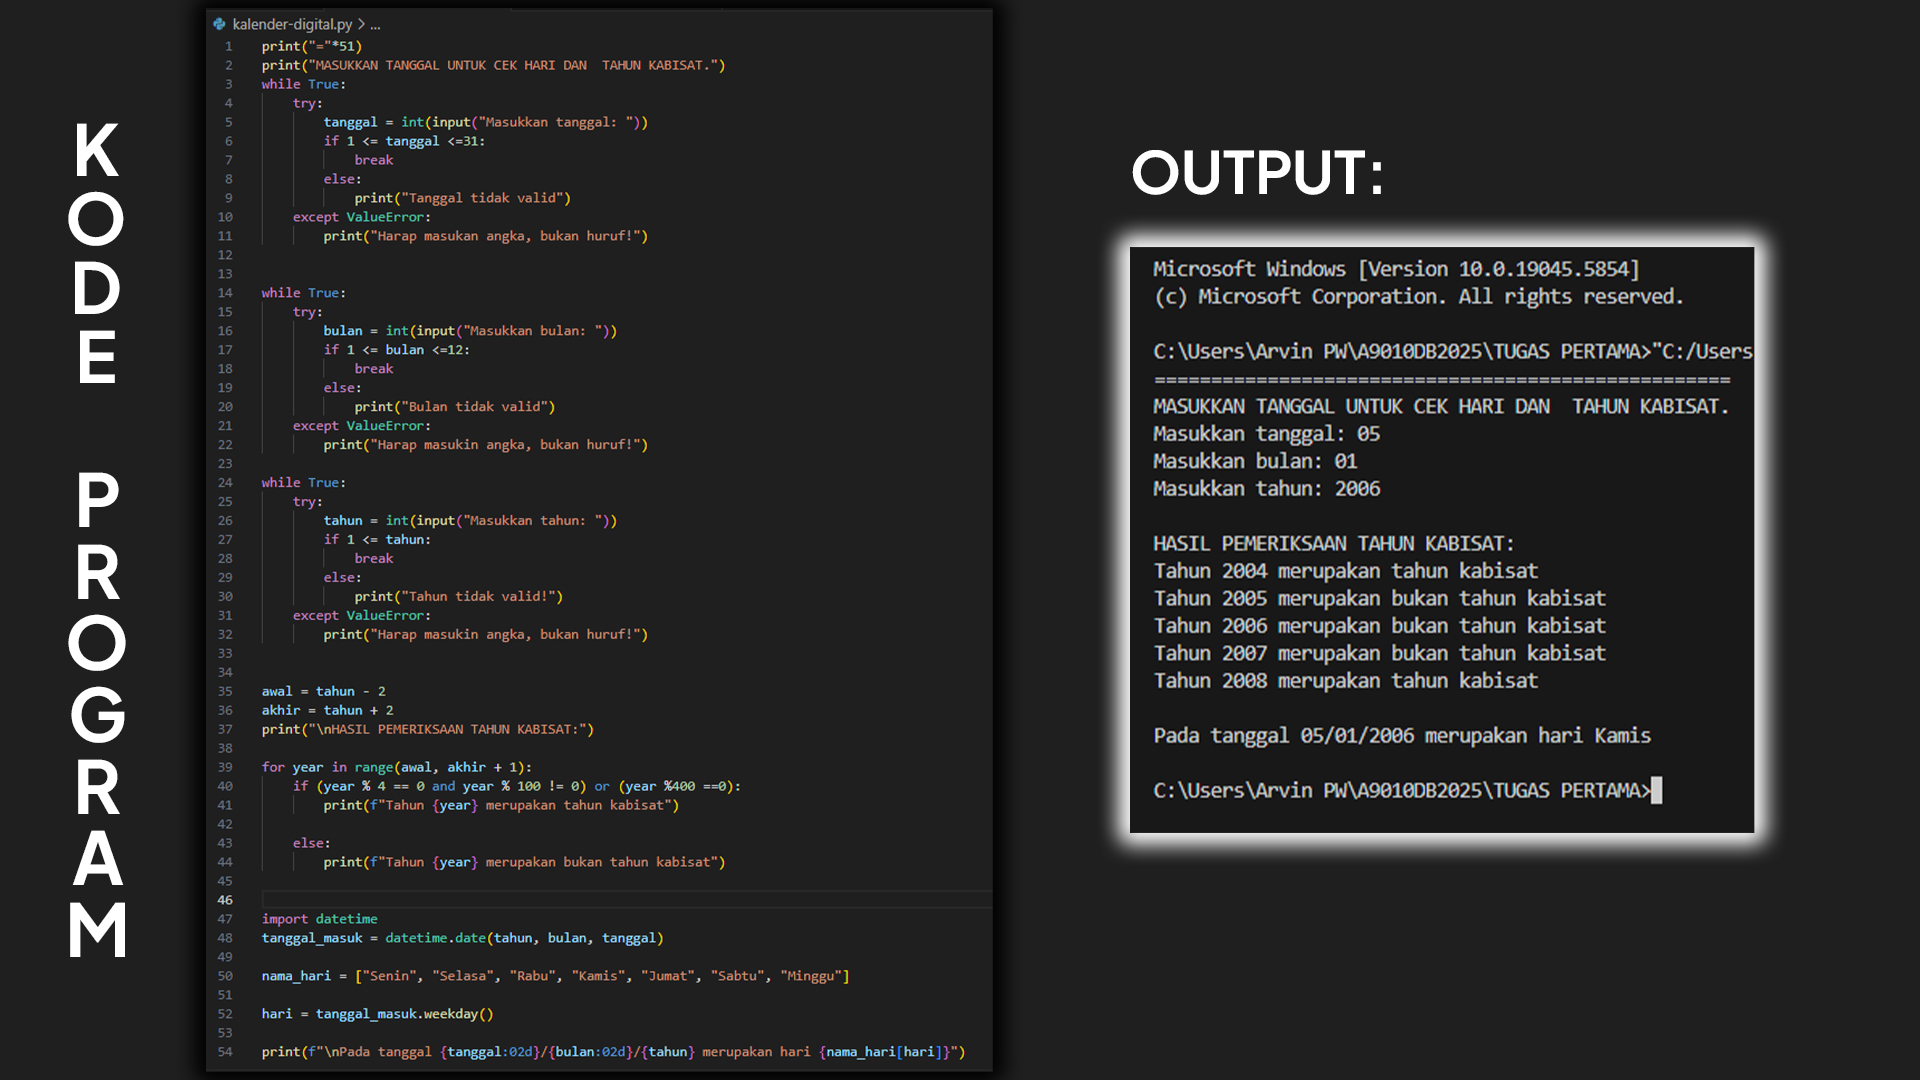 KODE PROGRAM
kalender-digital.py > ...
1 print("="*51)
2 print("MASUKKAN TANGGAL UNTUK CEK HARI DAN  TAHUN KABISAT.")
3 while True:
4     try:
5         tanggal = int(input("Masukkan tanggal: "))
6         if 1 <= tanggal <=31:
7             break
8         else:
9             print("Tanggal tidak valid")
10     except ValueError:
11         print("Harap masukan angka, bukan huruf!")
12
13
14 while True:
15     try:
16         bulan = int(input("Masukkan bulan: "))
17         if 1 <= bulan <=12:
18             break
19         else:
20             print("Bulan tidak valid")
21     except ValueError:
22         print("Harap masukin angka, bukan huruf!")
23
24 while True:
25     try:
26         tahun = int(input("Masukkan tahun: "))
27         if 1 <= tahun:
28             break
29         else:
30             print("Tahun tidak valid!")
31     except ValueError:
32         print("Harap masukin angka, bukan huruf!")
33
34
35 awal = tahun - 2
36 akhir = tahun + 2
37 print("\nHASIL PEMERIKSAAN TAHUN KABISAT:")
38
39 for year in range(awal, akhir + 1):
40     if (year % 4 == 0 and year % 100 != 0) or (year %400 ==0):
41         print(f"Tahun {year} merupakan tahun kabisat")
42
43     else:
44         print(f"Tahun {year} merupakan bukan tahun kabisat")
45
46
47 import datetime
48 tanggal_masuk = datetime.date(tahun, bulan, tanggal)
49
50 nama_hari = ["Senin", "Selasa", "Rabu", "Kamis", "Jumat", "Sabtu", "Minggu"]
51
52 hari = tanggal_masuk.weekday()
53
54 print(f"\nPada tanggal {tanggal:02d}/{bulan:02d}/{tahun} merupakan hari {nama_hari[hari]}")
OUTPUT:
Microsoft Windows [Version 10.0.19045.5854]
(c) Microsoft Corporation. All rights reserved.
C:\Users\Arvin PW\A9010DB2025\TUGAS PERTAMA>"C:/Users
===================================================
MASUKKAN TANGGAL UNTUK CEK HARI DAN  TAHUN KABISAT.
Masukkan tanggal: 05
Masukkan bulan: 01
Masukkan tahun: 2006
HASIL PEMERIKSAAN TAHUN KABISAT:
Tahun 2004 merupakan tahun kabisat
Tahun 2005 merupakan bukan tahun kabisat
Tahun 2006 merupakan bukan tahun kabisat
Tahun 2007 merupakan bukan tahun kabisat
Tahun 2008 merupakan tahun kabisat
Pada tanggal 05/01/2006 merupakan hari Kamis
C:\Users\Arvin PW\A9010DB2025\TUGAS PERTAMA>